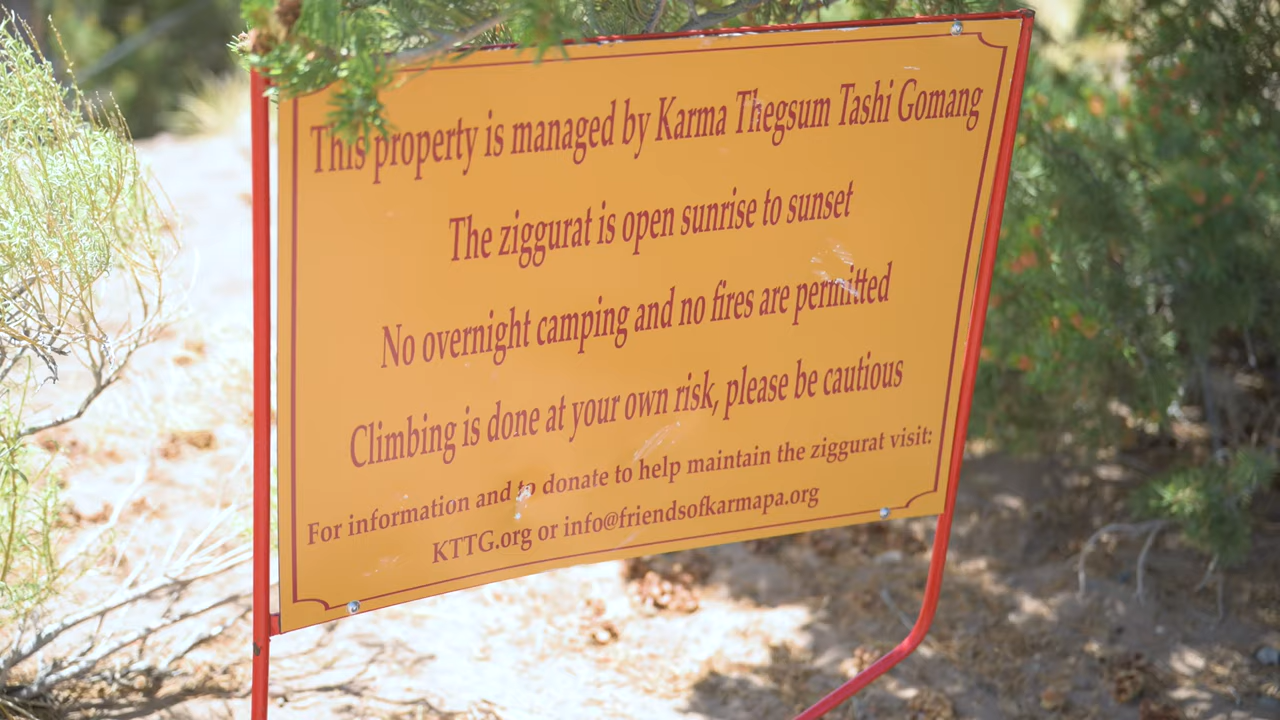 This property is managed by Karma Thegsum Tashi Gomang
The ziggurat is open sunrise to sunset
No overnight camping and no fires are permitted
Climbing is done at your own risk, please be cautious
For information and to donate to help maintain the ziggurat visit:
KTTG.org or info@friendsofkarmapa.org